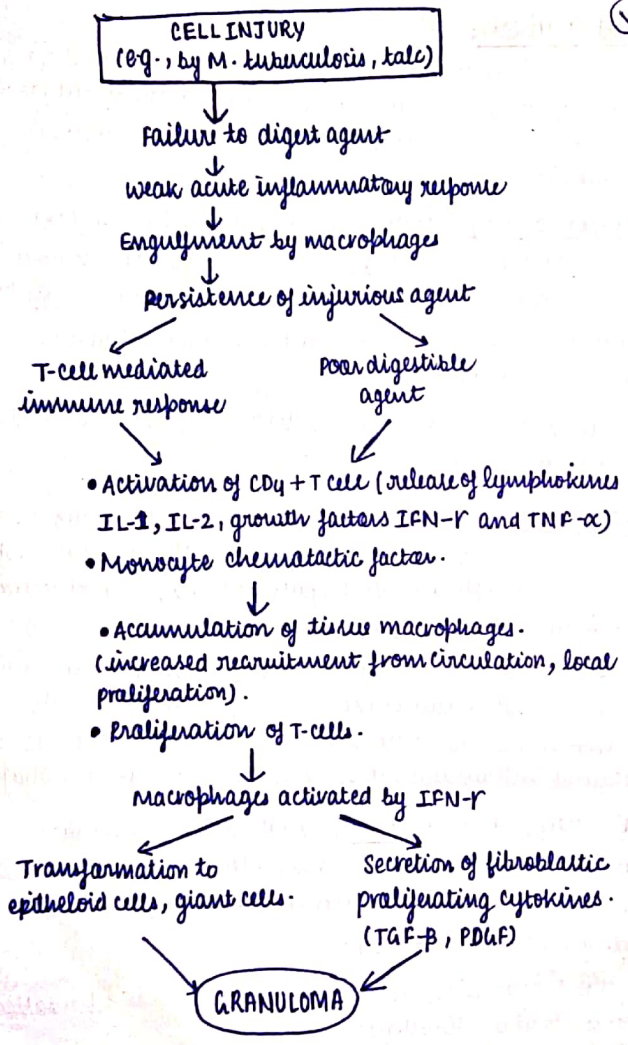 CELL INJURY
(e.g., by M. tuburculosis, talc)
Failure to digest agent
weak acute inflammatory response
Engulfment by macrophages
Persistence of injurious agent
T-cell mediated
immune response
Poor digestible
agent
• Activation of CD4 + T cell (release of lymphokines
IL-1, IL-2, growth factors IFN-γ and TNF-α)
• Monocyte chematactic factor.
• Accumulation of tissue macrophages.
(increased recruitment from circulation, local
proliferation).
• Proliferation of T-cells.
Macrophages activated by IFN-γ
Transformation to
epitheloid cells, giant cells.
Secretion of fibroblastic
proliferating cytokines.
(TGF-β, PDGF)
GRANULOMA